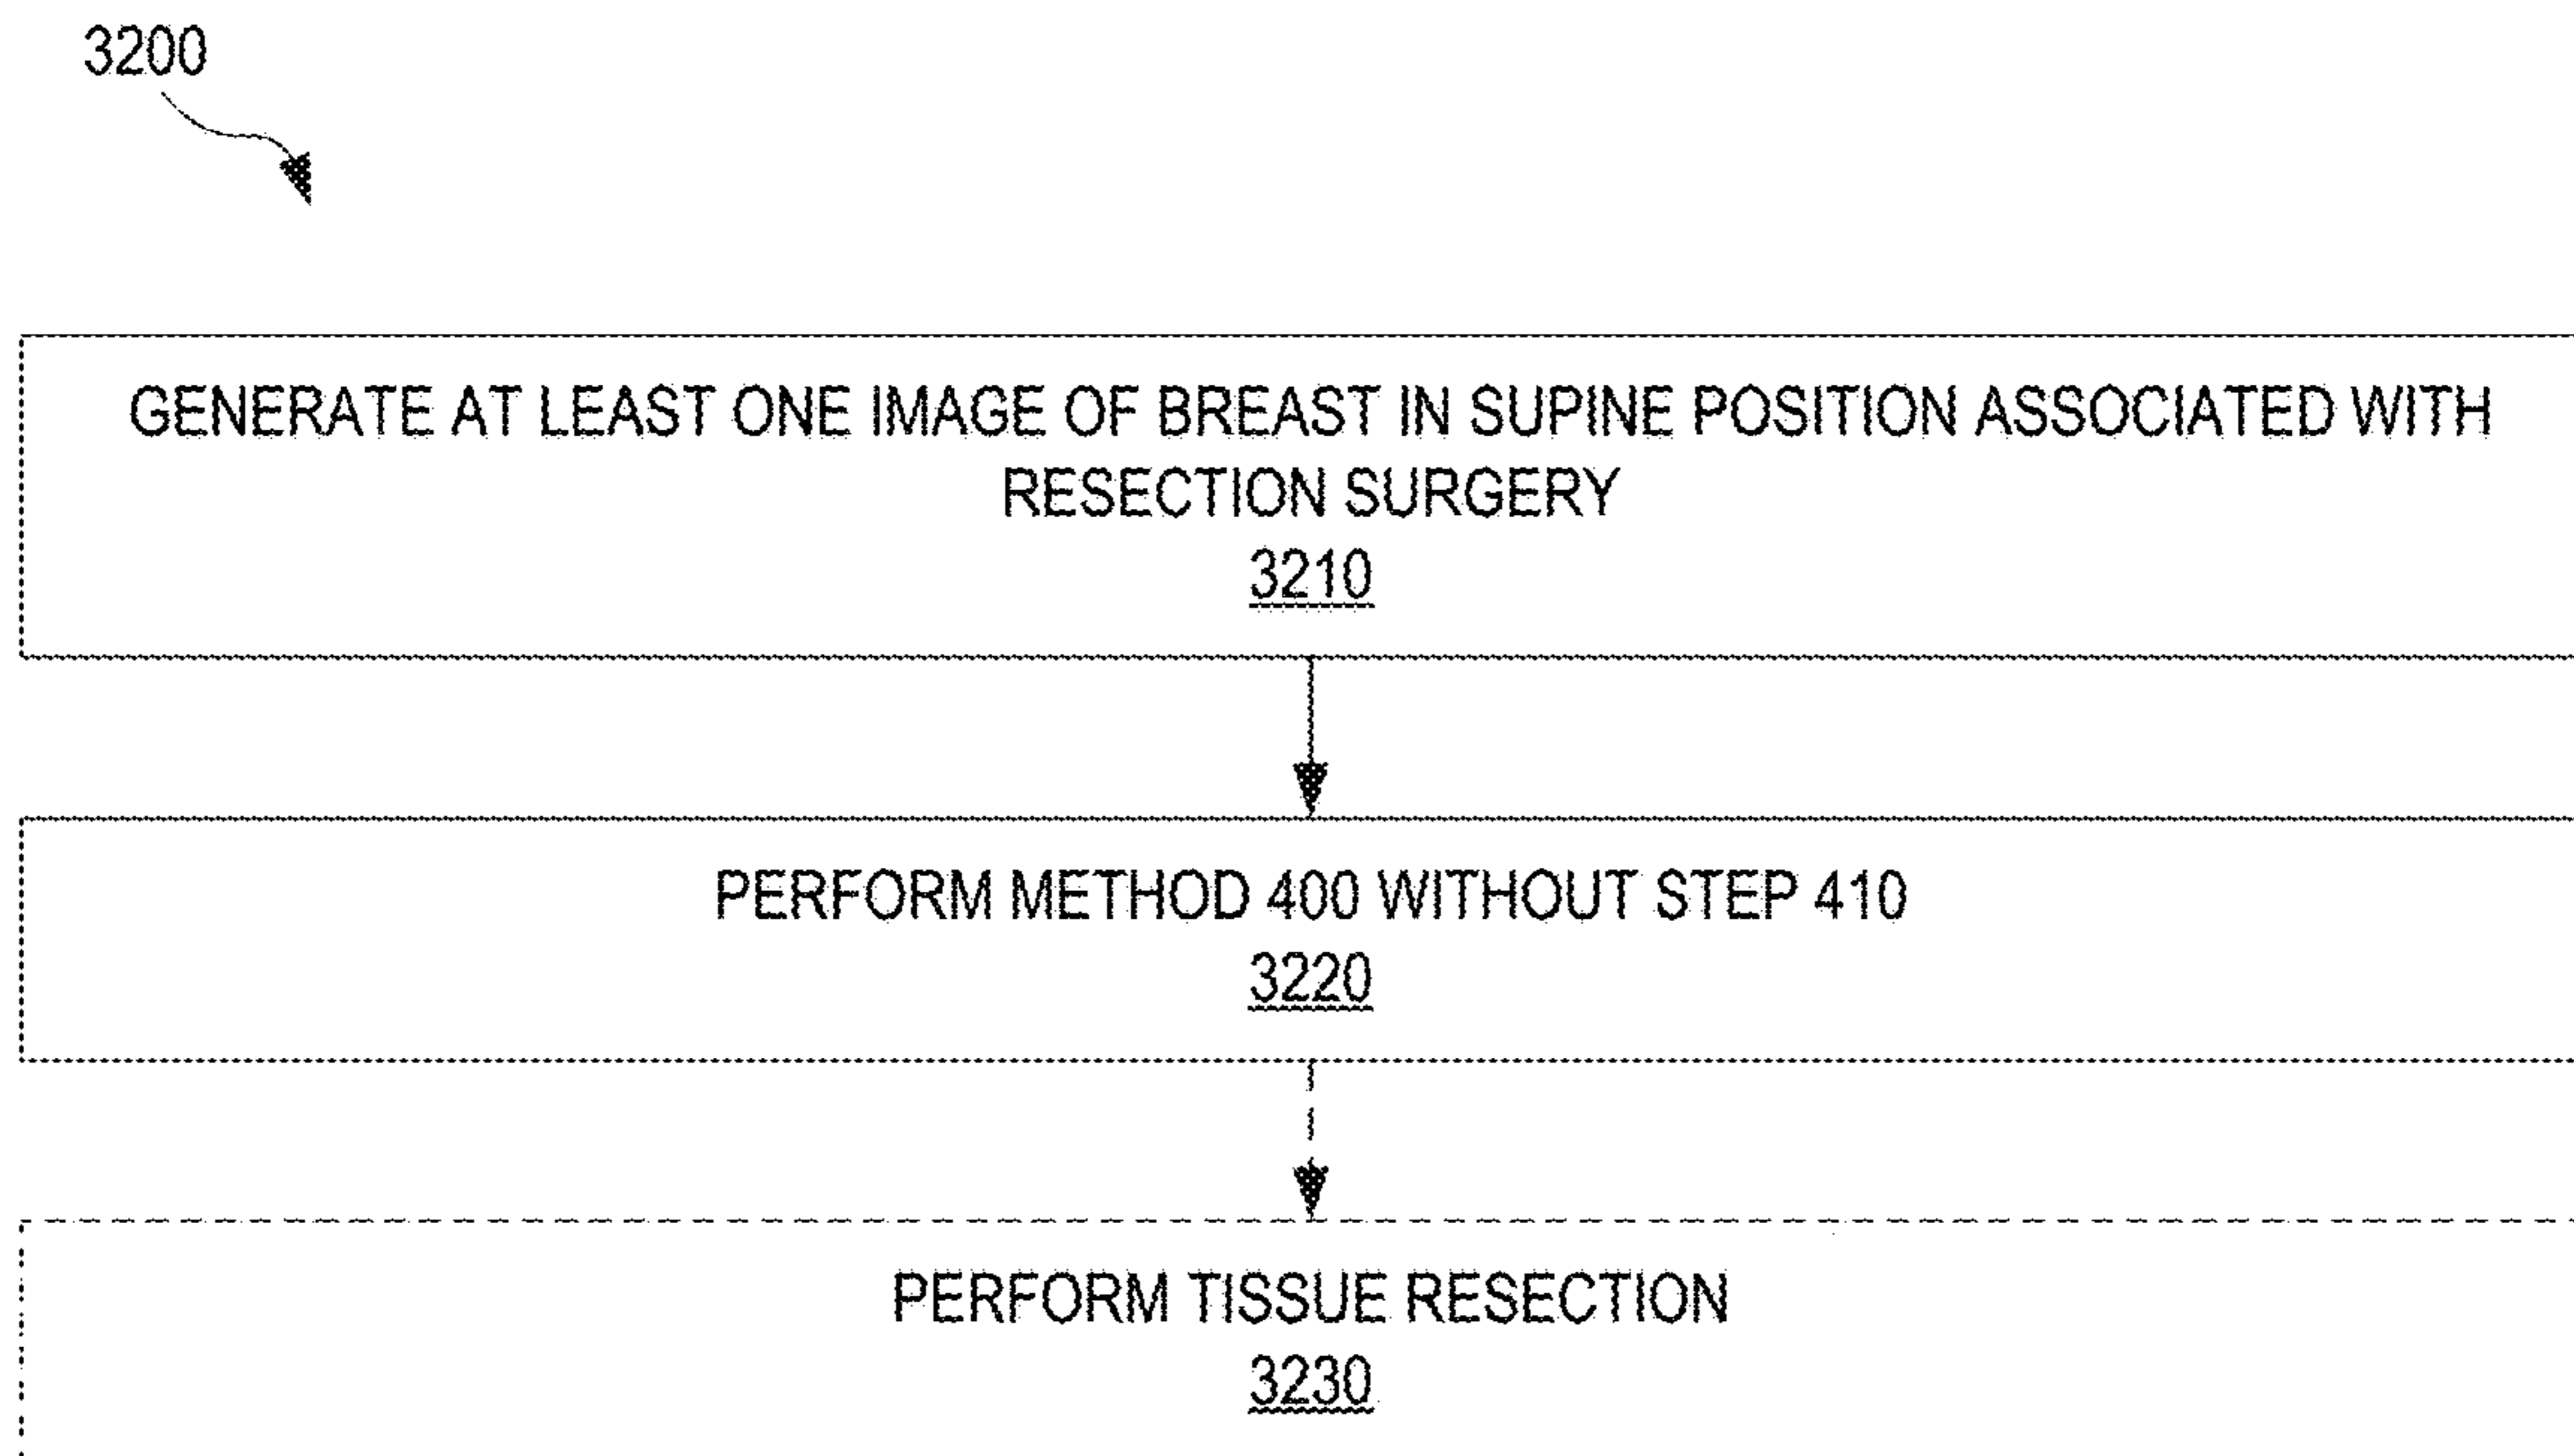 3200
GENERATE AT LEAST ONE IMAGE OF BREAST IN SUPINE POSITION ASSOCIATED WITH
RESECTION SURGERY
3210
PERFORM METHOD 400 WITHOUT STEP 410
3220
PERFORM TISSUE RESECTION
3230